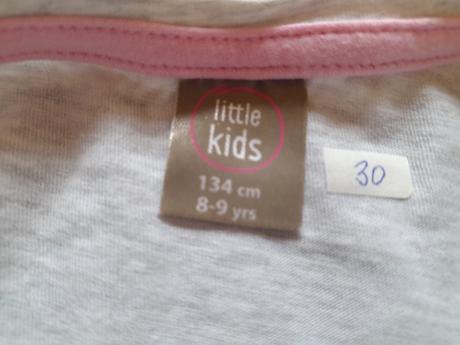 little
kids
134 cm
8-9 yrs
30